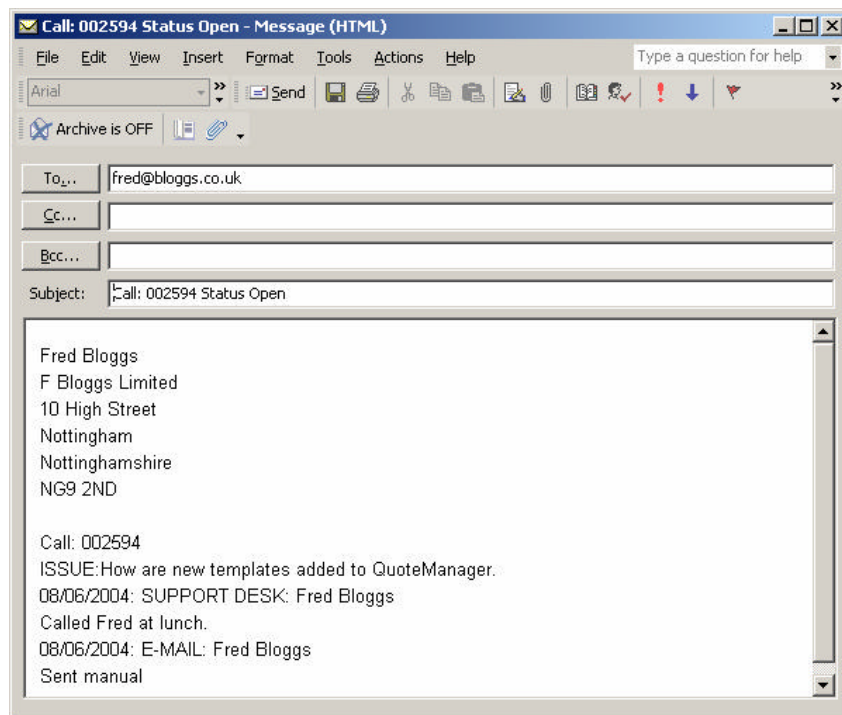 Call: 002594 Status Open - Message (HTML)
File Edit View Insert Format Tools Actions Help Type a question for help
Arial Send
Archive is OFF
To... fred@bloggs.co.uk
Cc...
Bcc...
Subject: Call: 002594 Status Open
Fred Bloggs
F Bloggs Limited
10 High Street
Nottingham
Nottinghamshire
NG9 2ND
Call: 002594
ISSUE:How are new templates added to QuoteManager.
08/06/2004: SUPPORT DESK: Fred Bloggs
Called Fred at lunch.
08/06/2004: E-MAIL: Fred Bloggs
Sent manual